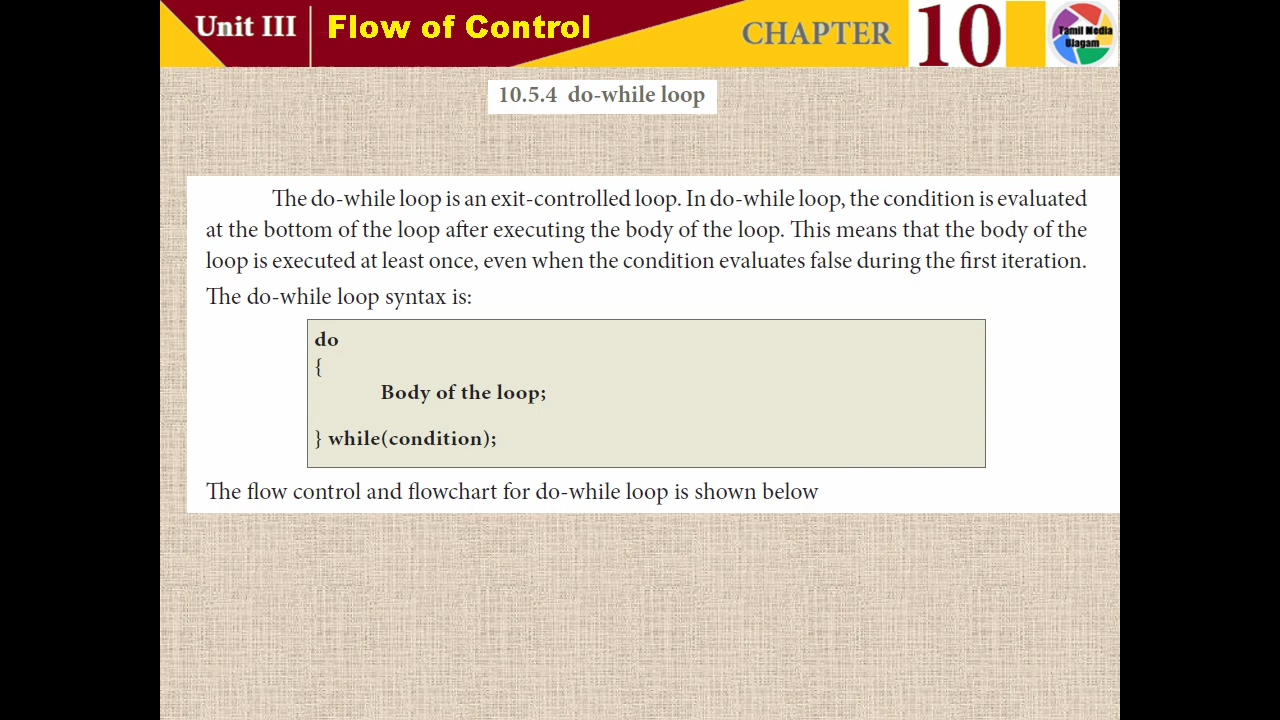 Unit III
Flow of Control
CHAPTER
10
Tamil Media
Ulagam
10.5.4 do-while loop
The do-while loop is an exit-controlled loop. In do-while loop, the condition is evaluated
at the bottom of the loop after executing the body of the loop. This means that the body of the
loop is executed at least once, even when the condition evaluates false during the first iteration.
The do-while loop syntax is:
do
{
Body of the loop;
} while(condition);
The flow control and flowchart for do-while loop is shown below